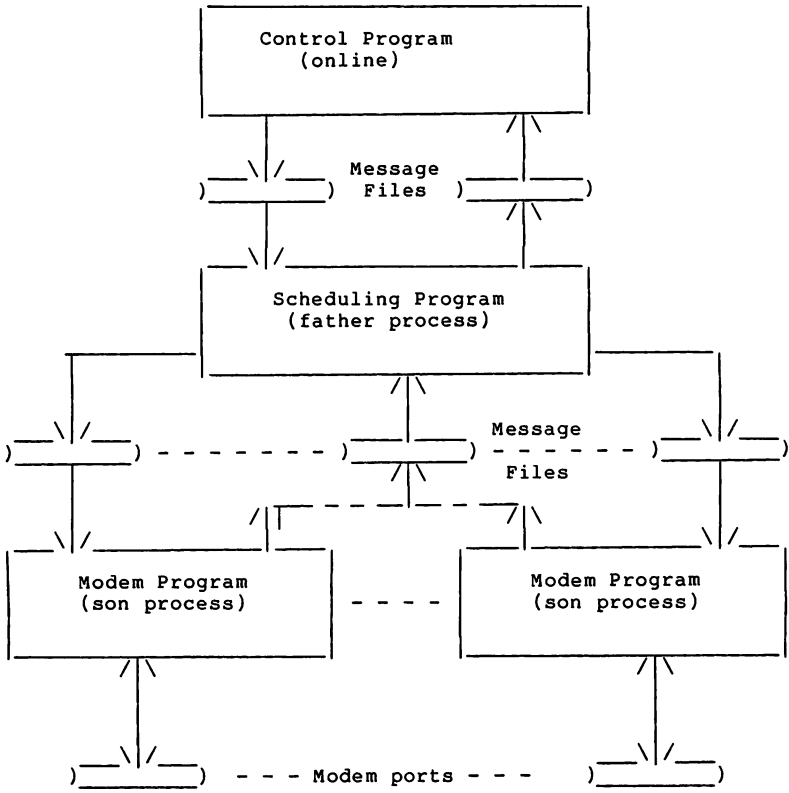 Control Program
(online)
Message
Files
Scheduling Program
(father process)
Message
Files
Modem Program
(son process)
Modem Program
(son process)
Modem ports